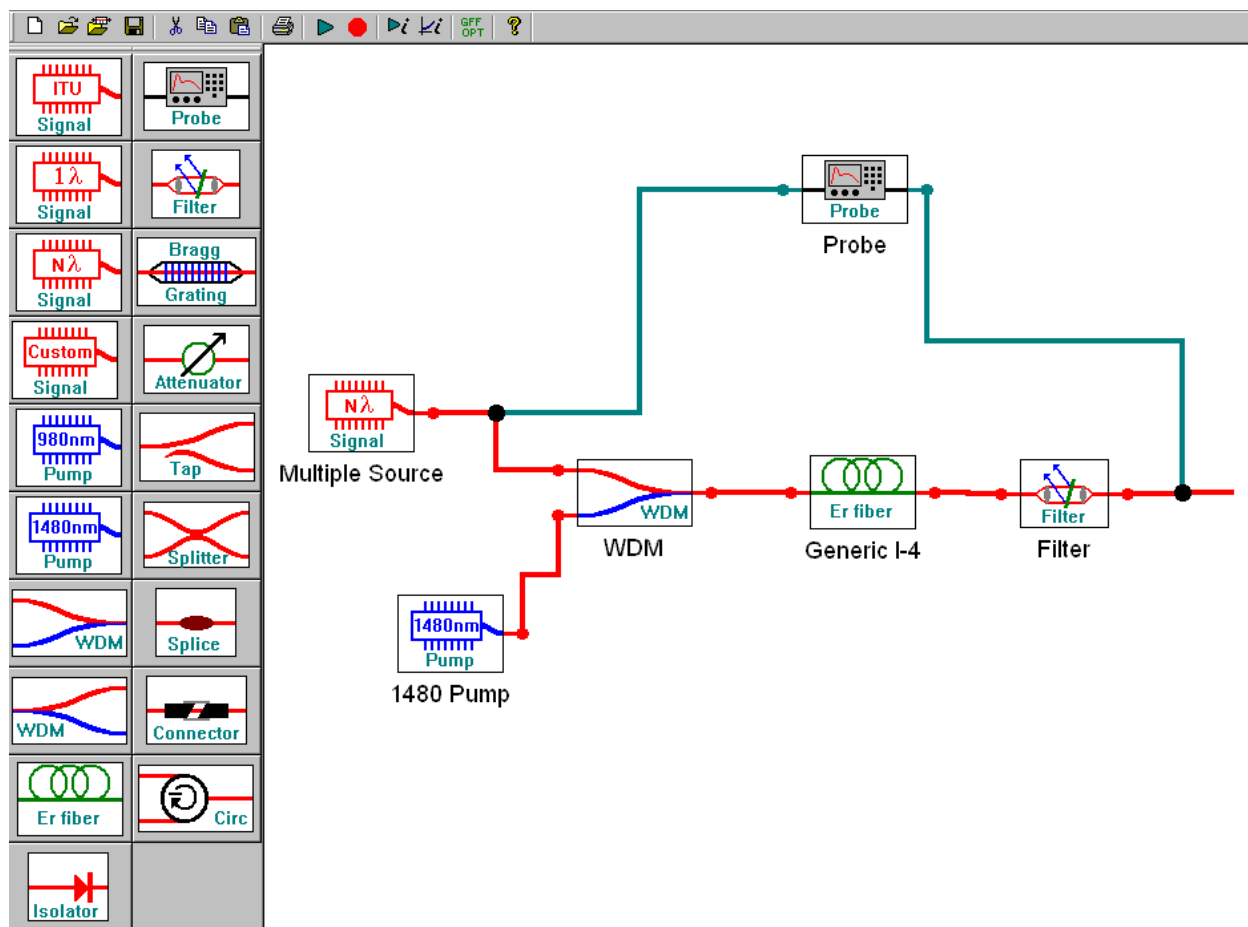 GFF
OPT
?
ITU
Signal
Probe
1λ
Signal
Filter
Nλ
Signal
Bragg
Grating
Custom
Signal
Attenuator
980nm
Pump
Tap
1480nm
Pump
Splitter
WDM
Splice
WDM
Connector
Er fiber
Circ
Isolator
Probe
Probe
Nλ
Signal
Multiple Source
WDM
WDM
Er fiber
Generic I-4
Filter
Filter
1480nm
Pump
1480 Pump